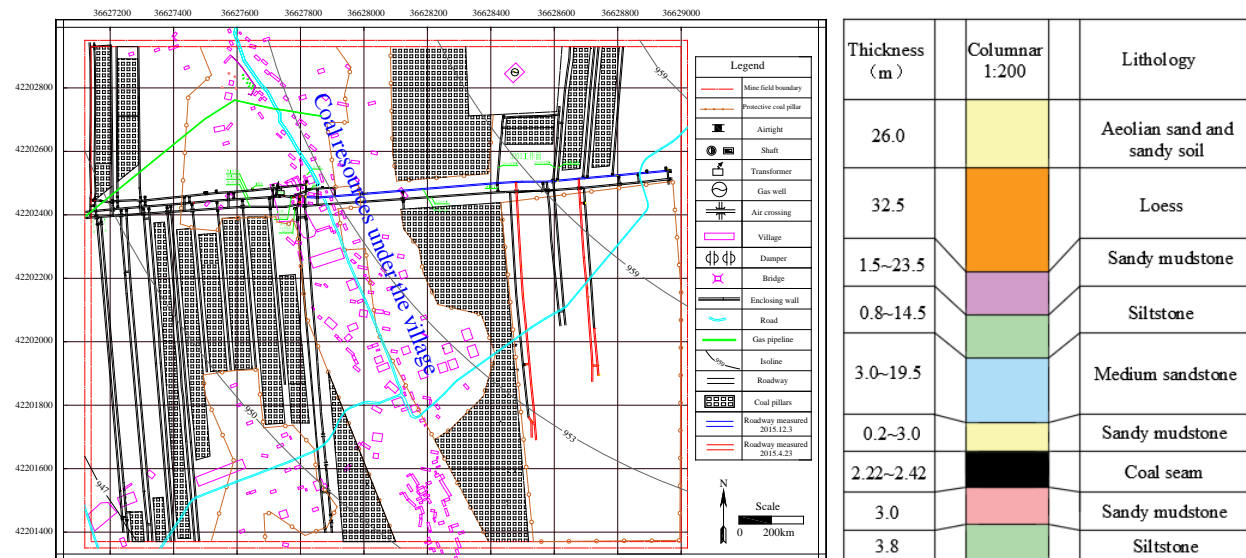 36627200 36627400 36627600 36627800 36628000 36628200 36628400 36628600 36628800 36629000
42202800
42202600
42202400
42202200
42202000
42201800
42201600
42201400
Coal resources under the village
959
959
950
953
947
Legend
Mine field boundary
Protective coal pillar
Airtight
Shaft
Transformer
Gas well
Air crossing
Village
Damper
Bridge
Enclosing wall
Road
Gas pipeline
Isoline
Roadway
Coal pillars
Roadway measured
2015.12.3
Roadway measured
2015.4.23
N
Scale
0 200km
Thickness
(m)
Columnar
1:200
Lithology
26.0
Aeolian sand and
sandy soil
32.5
Loess
1.5~23.5
Sandy mudstone
0.8~14.5
Siltstone
3.0~19.5
Medium sandstone
0.2~3.0
Sandy mudstone
2.22~2.42
Coal seam
3.0
Sandy mudstone
3.8
Siltstone